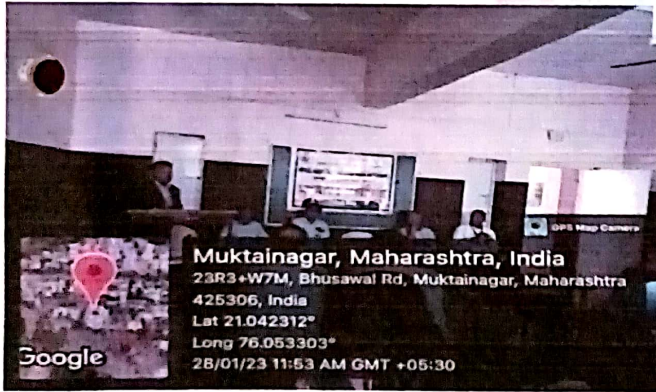 GPS Map Camera
Muktainagar, Maharashtra, India
23R3+W7M, Bhusawal Rd, Muktainagar, Maharashtra
425306, India
Lat 21.042312°
Long 76.053303°
28/01/23 11:53 AM GMT +05:30
Google